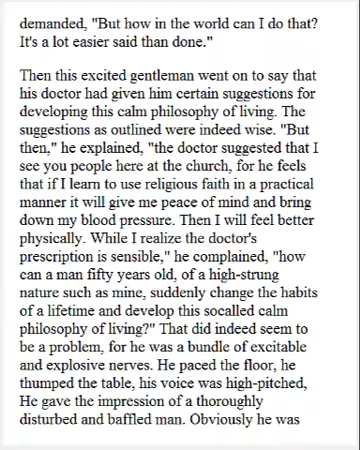 demanded, "But how in the world can I do that?
It's a lot easier said than done."
Then this excited gentleman went on to say that
his doctor had given him certain suggestions for
developing this calm philosophy of living. The
suggestions as outlined were indeed wise. "But
then," he explained, "the doctor suggested that I
see you people here at the church, for he feels
that if I learn to use religious faith in a practical
manner it will give me peace of mind and bring
down my blood pressure. Then I will feel better
physically. While I realize the doctor's
prescription is sensible," he complained, "how
can a man fifty years old, of a high-strung
nature such as mine, suddenly change the habits
of a lifetime and develop this socalled calm
philosophy of living?" That did indeed seem to
be a problem, for he was a bundle of excitable
and explosive nerves. He paced the floor, he
thumped the table, his voice was high-pitched,
He gave the impression of a thoroughly
disturbed and baffled man. Obviously he was